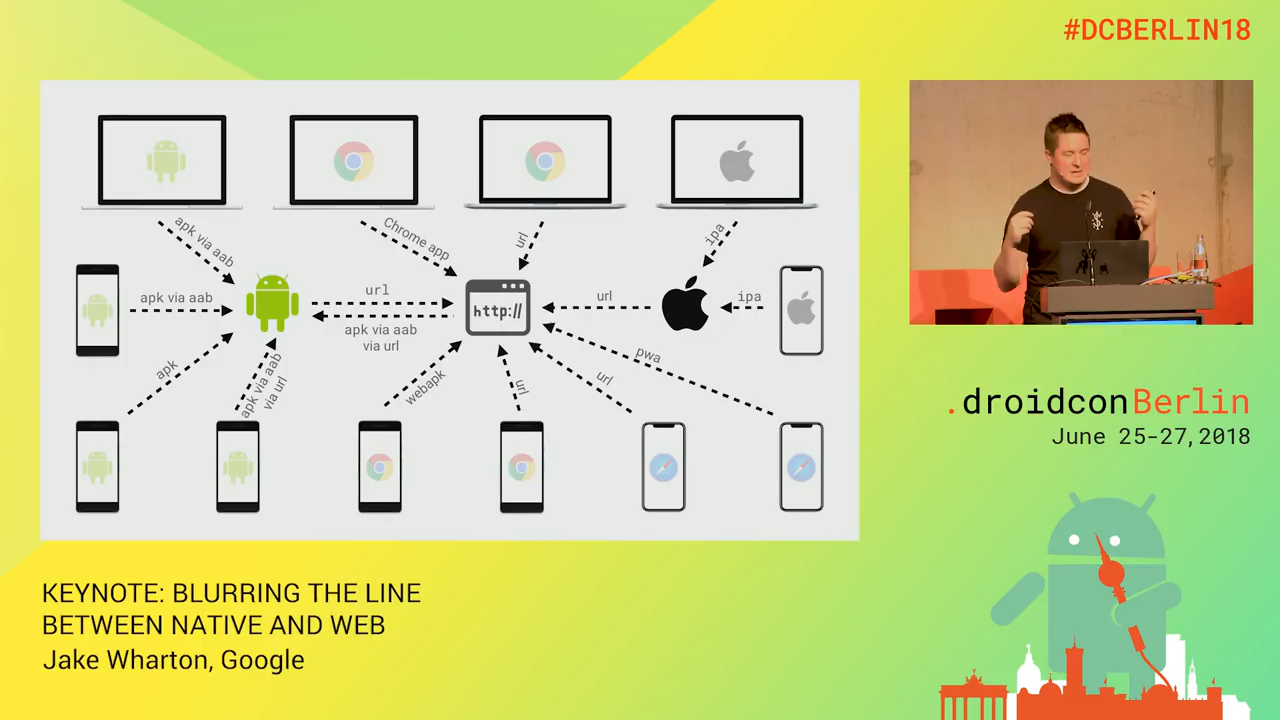 #DCBERLIN18
apk via aab
Chrome app
url
ipa
apk via aab
url
apk via aab
via url
http://
url
ipa
apk
apk via aab
via url
webapk
url
url
pwa
.droidconBerlin
June 25-27, 2018
KEYNOTE: BLURRING THE LINE
BETWEEN NATIVE AND WEB
Jake Wharton, Google